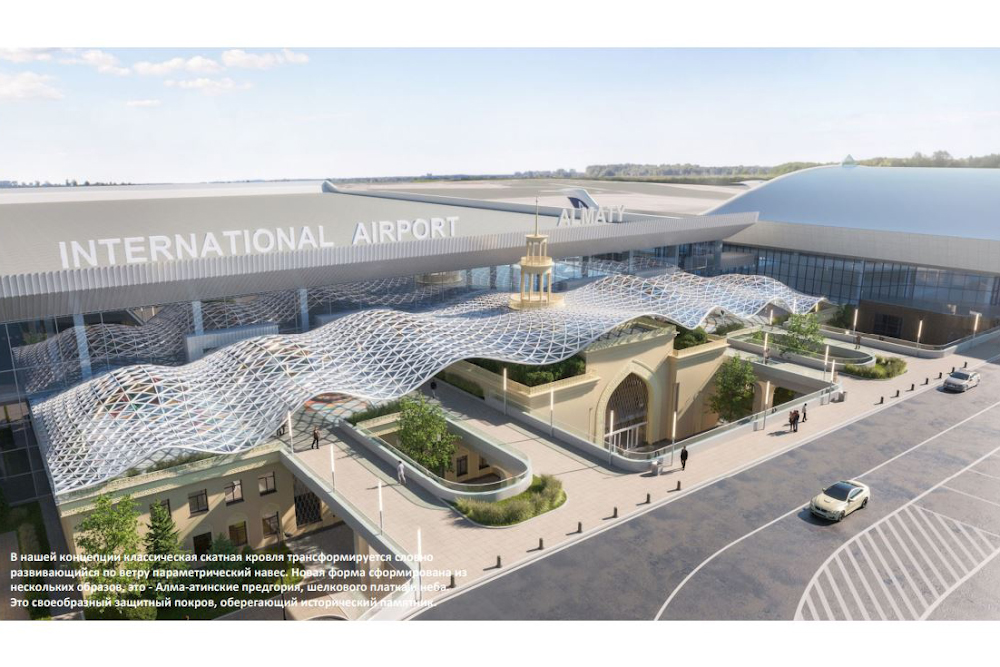 INTERNATIONAL AIRPORT ALMATY
В нашей концепции классическая скатная кровля трансформируется словно
развивающийся по ветру параметрический навес. Новая форма сформирована из
нескольких образов, это - Алма-атинские предгория, шелкового платка и неба.
Это своеобразный защитный покров, оберегающий исторический памятник.